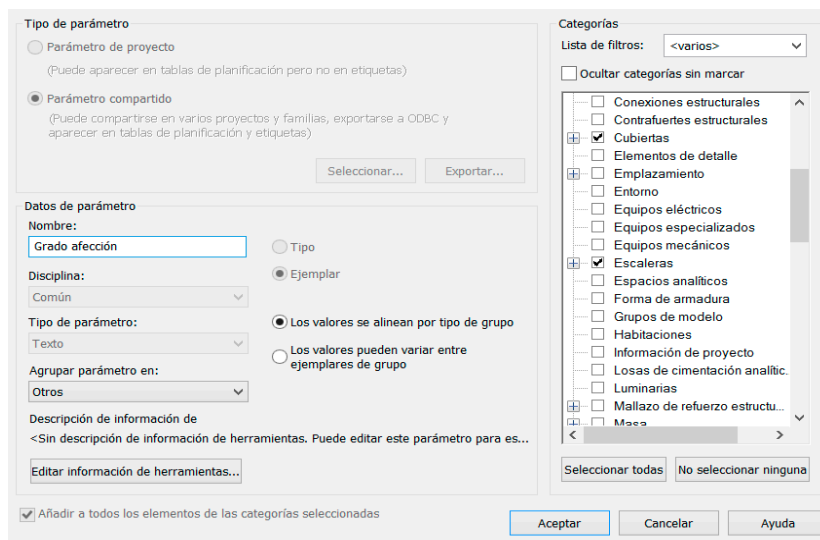 Tipo de parámetro
Parámetro de proyecto
(Puede aparecer en tablas de planificación pero no en etiquetas)
Parámetro compartido
(Puede compartirse en varios proyectos y familias, exportarse a ODBC y
aparecer en tablas de planificación y etiquetas)
Seleccionar...
Exportar...
Datos de parámetro
Nombre:
Grado afección
Disciplina:
Común
Tipo de parámetro:
Texto
Agrupar parámetro en:
Otros
Tipo
Ejemplar
Los valores se alinean por tipo de grupo
Los valores pueden variar entre
ejemplares de grupo
Descripción de información de
<Sin descripción de información de herramientas. Puede editar este parámetro para es...
Editar información de herramientas...
Añadir a todos los elementos de las categorías seleccionadas
Categorías
Lista de filtros:
<varios>
Ocultar categorías sin marcar
Conexiones estructurales
Contrafuertes estructurales
Cubiertas
Elementos de detalle
Emplazamiento
Entorno
Equipos eléctricos
Equipos especializados
Equipos mecánicos
Escaleras
Espacios analíticos
Forma de armadura
Grupos de modelo
Habitaciones
Información de proyecto
Losas de cimentación analític.
Luminarias
Mallazo de refuerzo estructu...
Masa
Seleccionar todas
No seleccionar ninguna
Aceptar
Cancelar
Ayuda